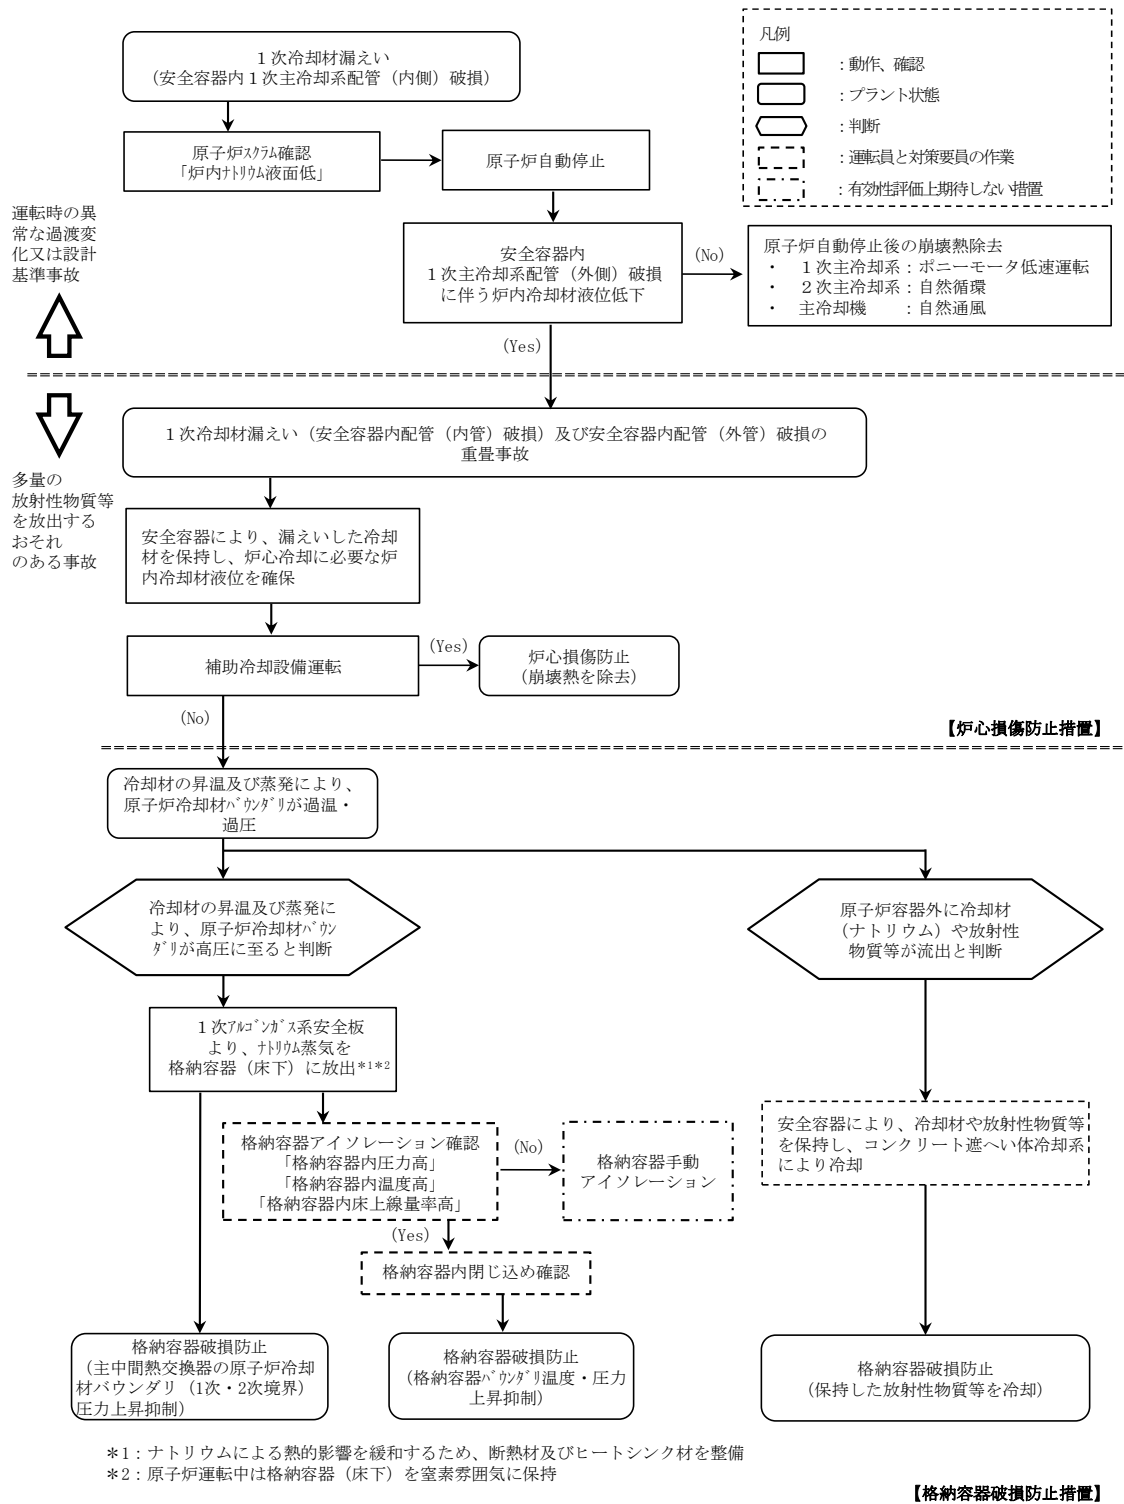 凡例
：動作、確認
：プラント状態
：判断
：運転員と対策要員の作業
：有効性評価上期待しない措置
１次冷却材漏えい
（安全容器内１次主冷却系配管（内側）破損）
原子炉ｽｸﾗﾑ確認
「炉内ﾅﾄﾘｳﾑ液面低」
原子炉自動停止
運転時の異
常な過渡変
化又は設計
基準事故
安全容器内
１次主冷却系配管（外側）破損
に伴う炉内冷却材液位低下
(No)
原子炉自動停止後の崩壊熱除去
・　１次主冷却系：ポニーモータ低速運転
・　２次主冷却系：自然循環
・　主冷却機　　：自然通風
(Yes)
１次冷却材漏えい（安全容器内配管（内管）破損）及び安全容器内配管（外管）破損の
重畳事故
多量の
放射性物質等
を放出する
おそれ
のある事故
安全容器により、漏えいした冷却
材を保持し、炉心冷却に必要な炉
内冷却材液位を確保
補助冷却設備運転
(Yes)
炉心損傷防止
（崩壊熱を除去）
(No)
【炉心損傷防止措置】
冷却材の昇温及び蒸発により、
原子炉冷却材ﾊﾞｳﾝﾀﾞﾘが過温・
過圧
冷却材の昇温及び蒸発に
より、原子炉冷却材ﾊﾞｳﾝ
ﾀﾞﾘが高圧に至ると判断
原子炉容器外に冷却材
（ナトリウム）や放射性
物質等が流出と判断
１次ｱﾙｺﾞﾝｶﾞｽ系安全板
より、ﾅﾄﾘｳﾑ蒸気を
格納容器（床下）に放出*1*2
格納容器アイソレーション確認
「格納容器内圧力高」
「格納容器内温度高」
「格納容器内床上線量率高」
(No)
格納容器手動
アイソレーション
安全容器により、冷却材や放射性物質等
を保持し、コンクリート遮へい体冷却系
により冷却
(Yes)
格納容器内閉じ込め確認
格納容器破損防止
（主中間熱交換器の原子炉冷却
材バウンダリ（1次・2次境界）
圧力上昇抑制）
格納容器破損防止
（格納容器ﾊﾞｳﾝﾀﾞﾘ温度・圧力
上昇抑制）
格納容器破損防止
（保持した放射性物質等を冷却）
＊1：ナトリウムによる熱的影響を緩和するため、断熱材及びヒートシンク材を整備
＊2：原子炉運転中は格納容器（床下）を窒素雰囲気に保持
【格納容器破損防止措置】